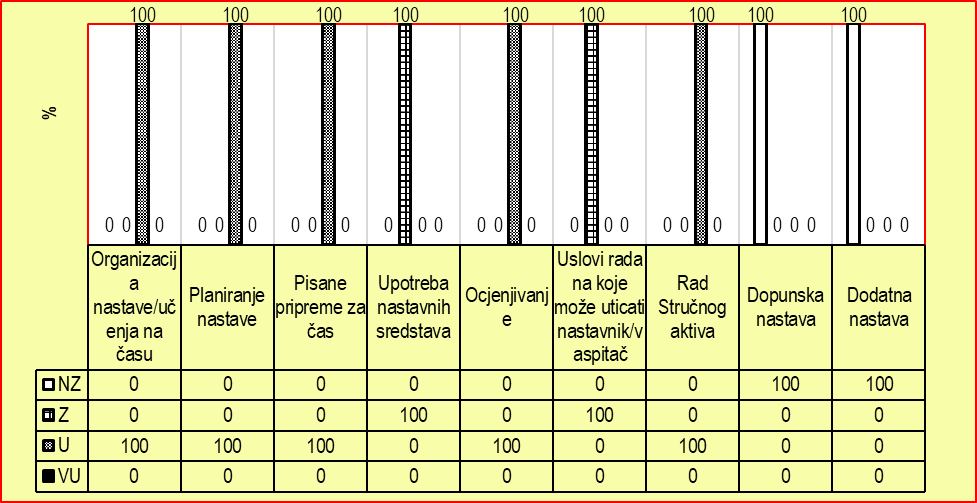 100 100 100 100 100 100 100 100 100
%
0 0 0 0 0 0 0 0 0 0 0 0 0 0 0 0 0 0 0 0 0 0 0 0 0 0 0
Organizacij
a
nastave/uč
enja na
času
Planiranje
nastave
Pisane
pripreme za
čas
Upotreba
nastavnih
sredstava
Ocjenjivanj
e
Uslovi rada
na koje
može uticati
nastavnik/v
aspitač
Rad
Stručnog
aktiva
Dopunska
nastava
Dodatna
nastava
NZ 0 0 0 0 0 0 0 100 100
Z 0 0 0 100 0 100 0 0 0
U 100 100 100 0 100 0 100 0 0
VU 0 0 0 0 0 0 0 0 0